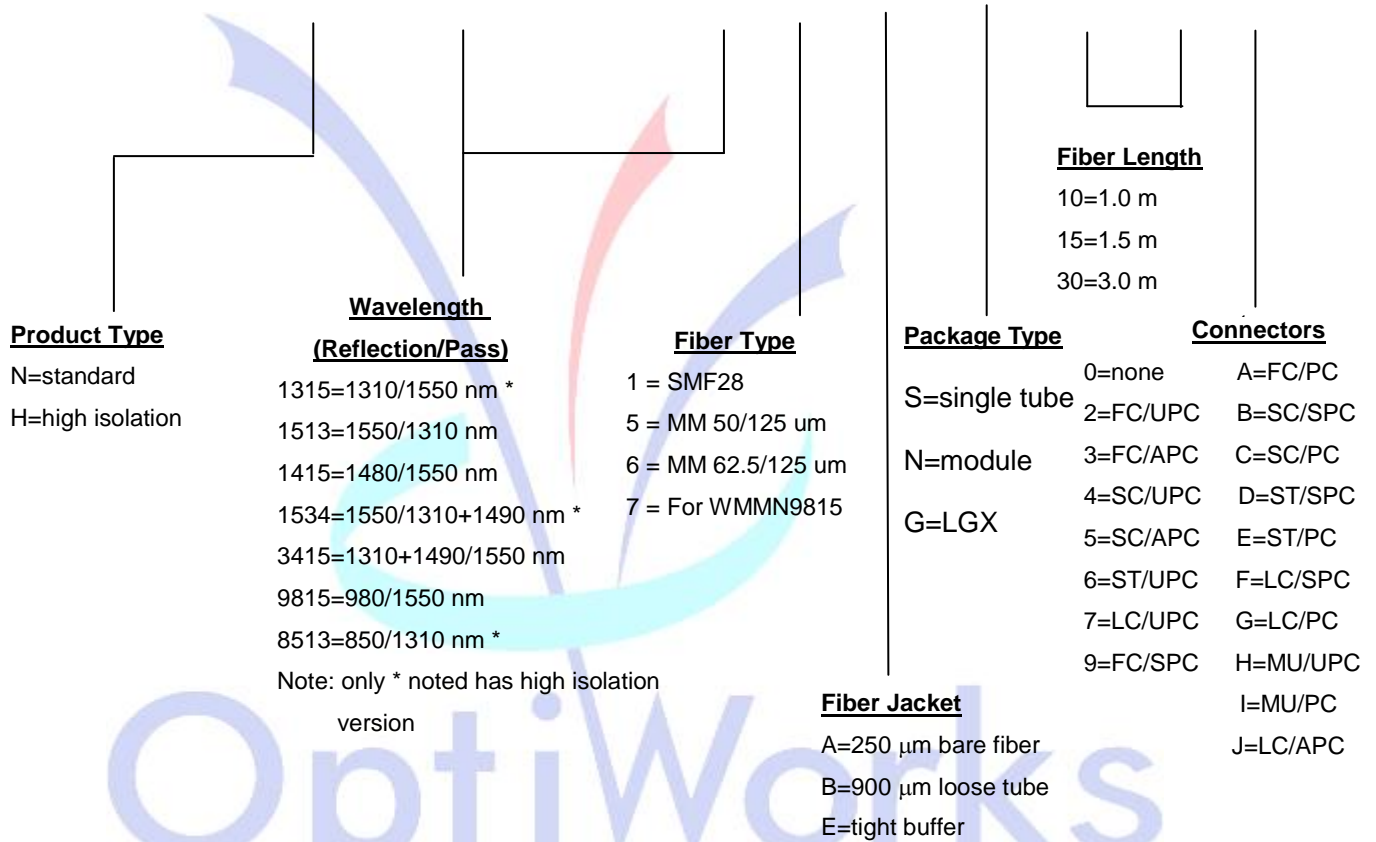 Fiber Length
10=1.0 m
15=1.5 m
30=3.0 m
Product Type
N=standard
H=high isolation
Wavelength
(Reflection/Pass)
1315=1310/1550 nm *
1513=1550/1310 nm
1415=1480/1550 nm
1534=1550/1310+1490 nm *
3415=1310+1490/1550 nm
9815=980/1550 nm
8513=850/1310 nm *
Note: only * noted has high isolation
version
Fiber Type
1 = SMF28
5 = MM 50/125 um
6 = MM 62.5/125 um
7 = For WMMN9815
Package Type
S=single tube
N=module
G=LGX
Connectors
0=none A=FC/PC
2=FC/UPC B=SC/SPC
3=FC/APC C=SC/PC
4=SC/UPC D=ST/SPC
5=SC/APC E=ST/PC
6=ST/UPC F=LC/SPC
7=LC/UPC G=LC/PC
9=FC/SPC H=MU/UPC
I=MU/PC
J=LC/APC
Fiber Jacket
A=250 μm bare fiber
B=900 μm loose tube
E=tight buffer
OptiWorks